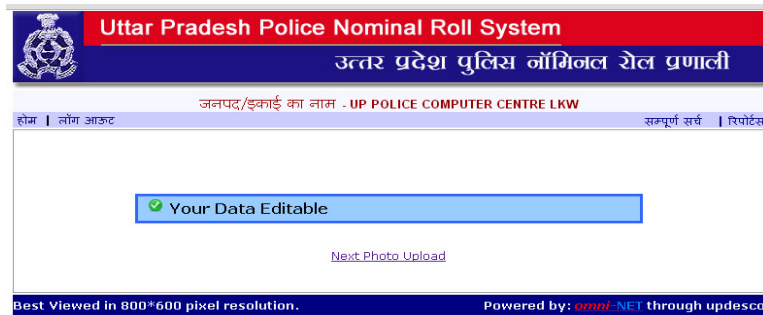 Uttar Pradesh Police Nominal Roll System
उत्तर प्रदेश पुलिस नॉमिनल रोल प्रणाली
जनपद/इकाई का नाम - UP POLICE COMPUTER CENTRE LKW
होम | लॉग आऊट सम्पूर्ण सर्च | रिपोर्टस
Your Data Editable
Next Photo Upload
Best Viewed in 800*600 pixel resolution. Powered by: omni-NET through updesco